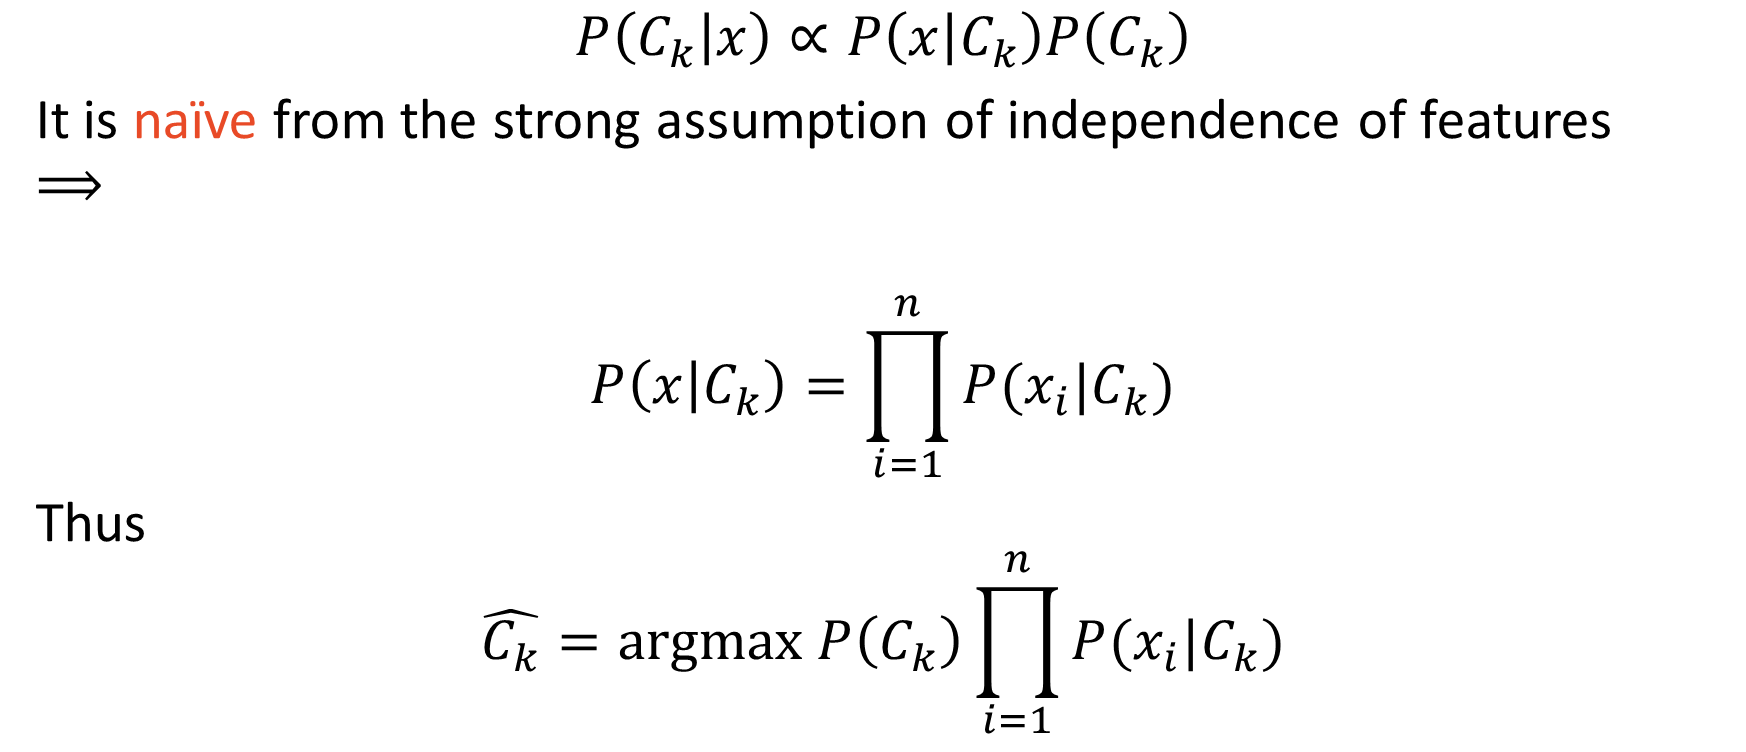 P(C_k|x) ∝ P(x|C_k)P(C_k)
It is naïve from the strong assumption of independence of features
⟹
P(x|C_k) = ∏_{i=1}^{n} P(x_i|C_k)
Thus
\widehat{C_k} = argmax P(C_k) ∏_{i=1}^{n} P(x_i|C_k)